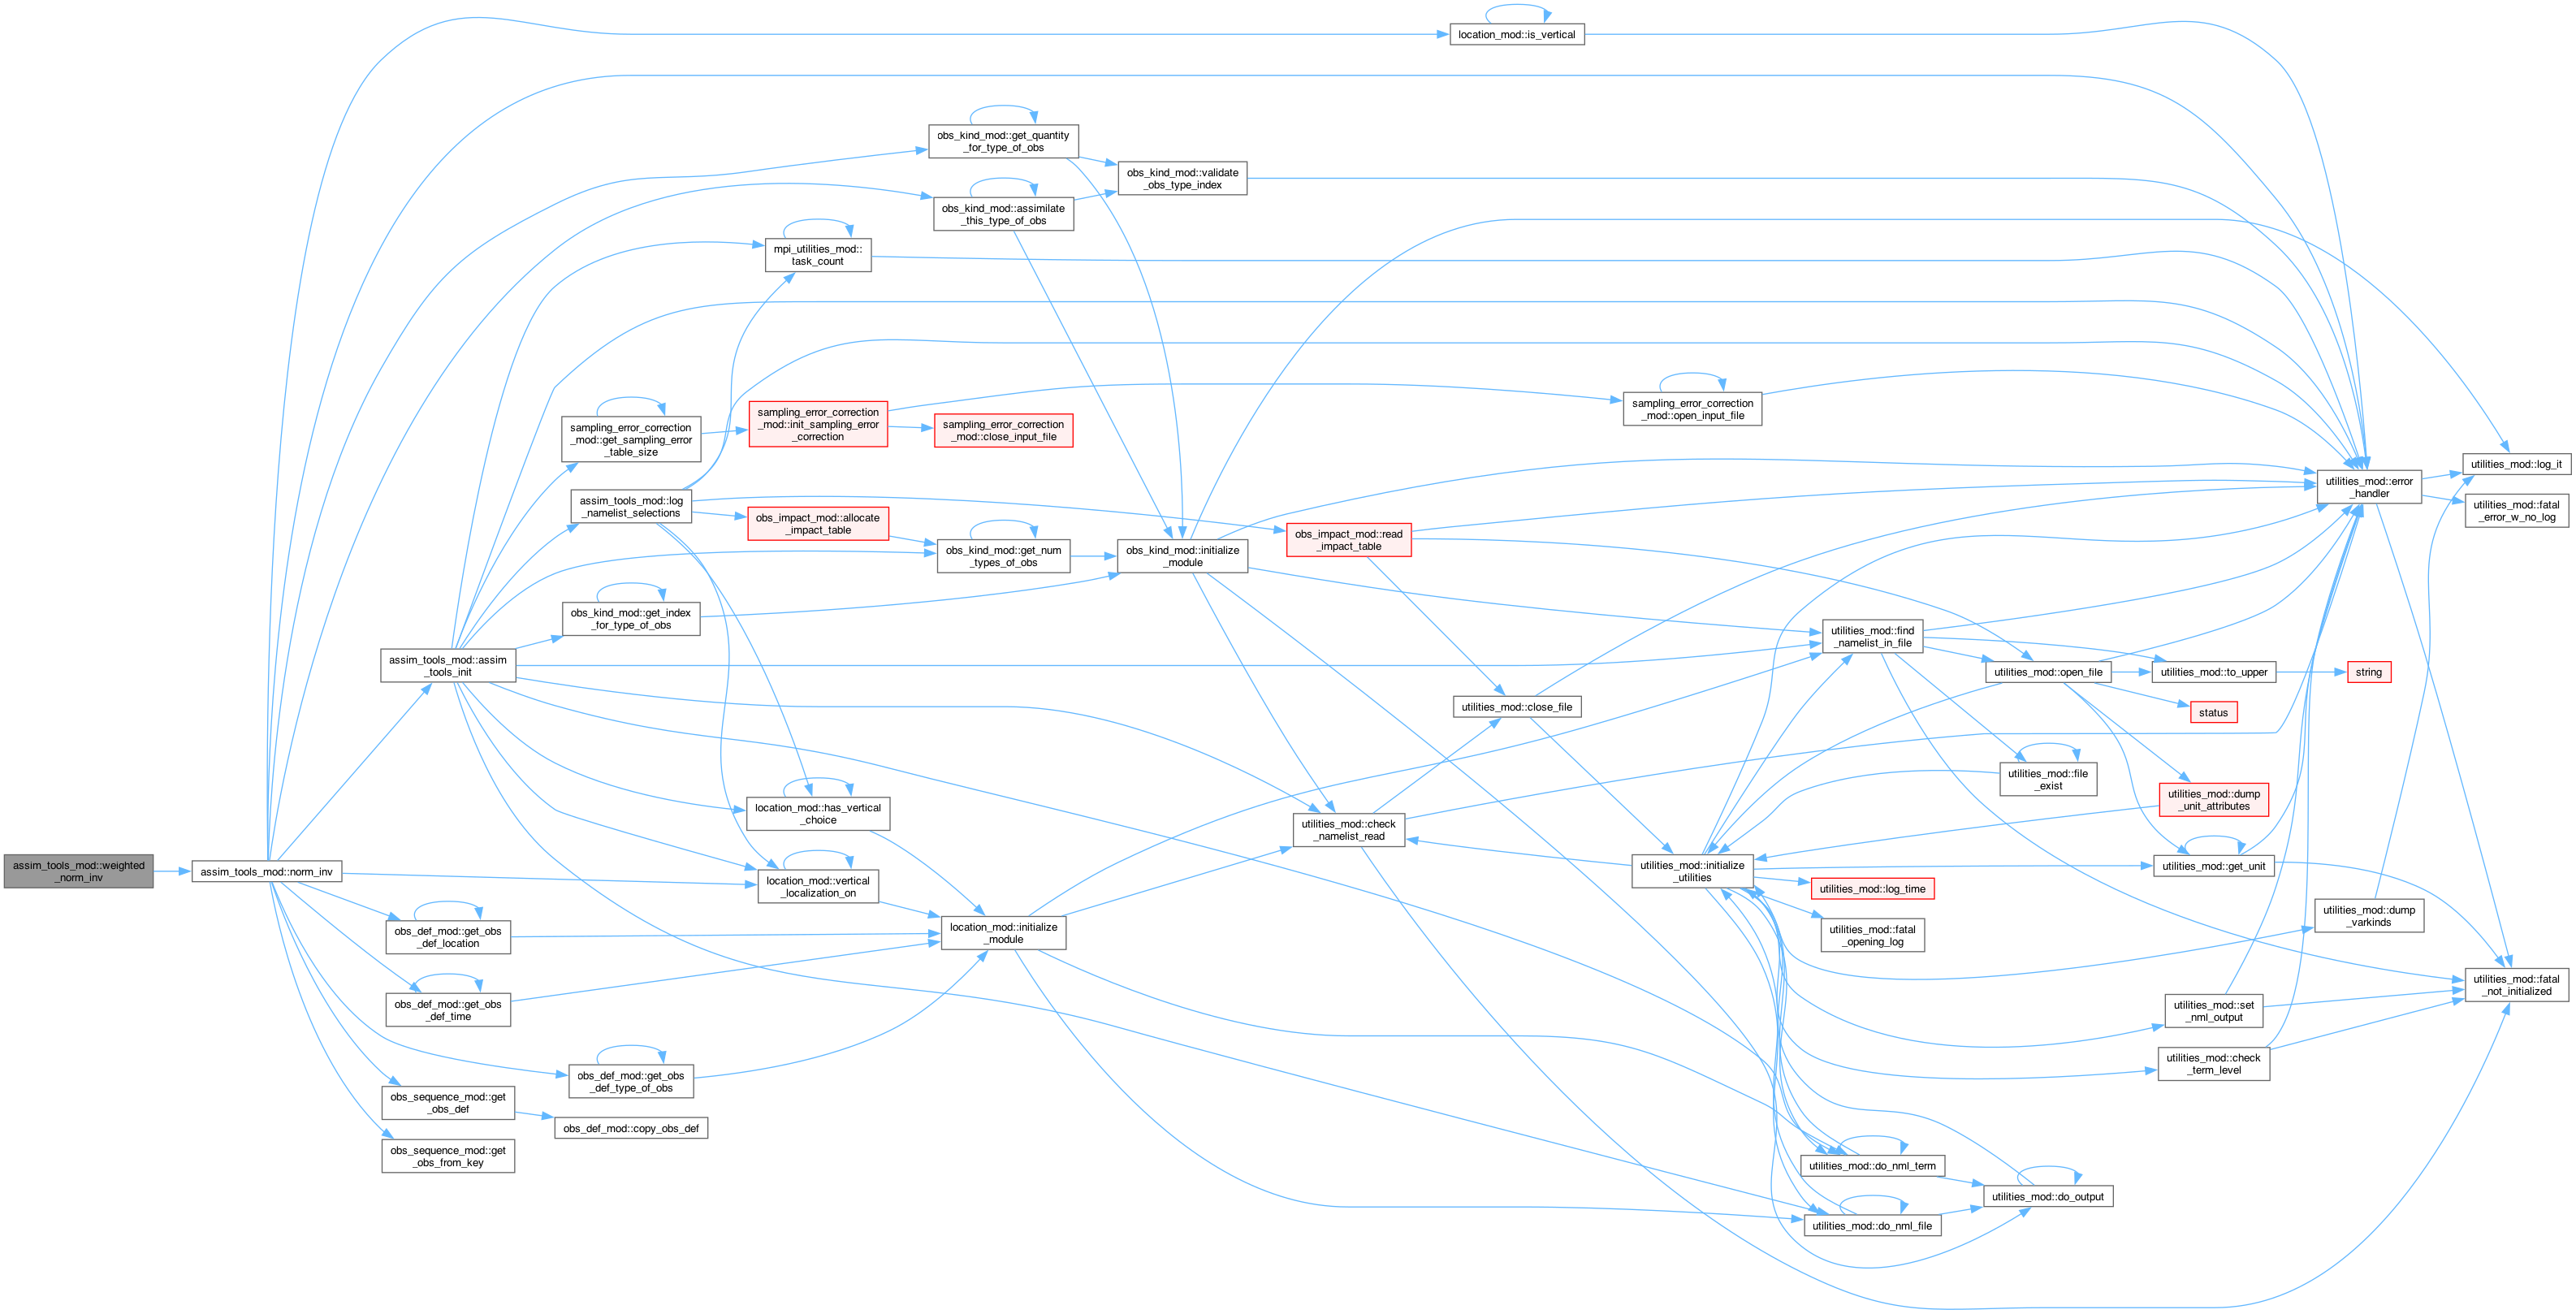 assim_tools_mod::weighted
_norm_inv
assim_tools_mod::norm_inv
assim_tools_mod::assim
_tools_init
obs_def_mod::get_obs
_def_location
obs_def_mod::get_obs
_def_time
obs_sequence_mod::get
_obs_def
obs_sequence_mod::get
_obs_from_key
sampling_error_correction
_mod::get_sampling_error
_table_size
assim_tools_mod::log
_namelist_selections
obs_kind_mod::get_index
_for_type_of_obs
obs_def_mod::get_obs
_def_type_of_obs
obs_def_mod::copy_obs_def
mpi_utilities_mod::
task_count
sampling_error_correction
_mod::init_sampling_error
_correction
obs_impact_mod::allocate
_impact_table
location_mod::has_vertical
_choice
location_mod::vertical
_localization_on
obs_kind_mod::get_quantity
_for_type_of_obs
obs_kind_mod::assimilate
_this_type_of_obs
sampling_error_correction
_mod::close_input_file
obs_kind_mod::get_num
_types_of_obs
location_mod::initialize
_module
obs_kind_mod::validate
_obs_type_index
obs_kind_mod::initialize
_module
obs_impact_mod::read
_impact_table
utilities_mod::check
_namelist_read
location_mod::is_vertical
utilities_mod::close_file
sampling_error_correction
_mod::open_input_file
utilities_mod::initialize
_utilities
utilities_mod::find
_namelist_in_file
utilities_mod::log_time
utilities_mod::fatal
_opening_log
utilities_mod::do_nml_term
utilities_mod::do_nml_file
utilities_mod::open_file
utilities_mod::file
_exist
utilities_mod::do_output
utilities_mod::to_upper
status
utilities_mod::dump
_unit_attributes
utilities_mod::get_unit
utilities_mod::set
_nml_output
utilities_mod::check
_term_level
utilities_mod::error
_handler
string
utilities_mod::dump
_varkinds
utilities_mod::log_it
utilities_mod::fatal
_error_w_no_log
utilities_mod::fatal
_not_initialized